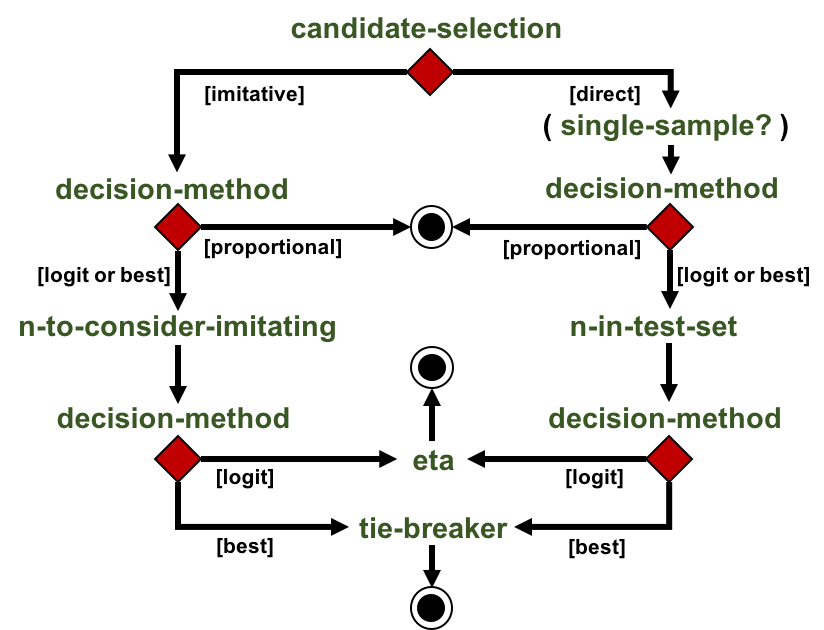 candidate-selection
[imitative]
[direct]
( single-sample? )
decision-method
decision-method
[proportional]
[proportional]
[logit or best]
[logit or best]
n-to-consider-imitating
n-in-test-set
decision-method
decision-method
eta
[logit]
[logit]
tie-breaker
[best]
[best]